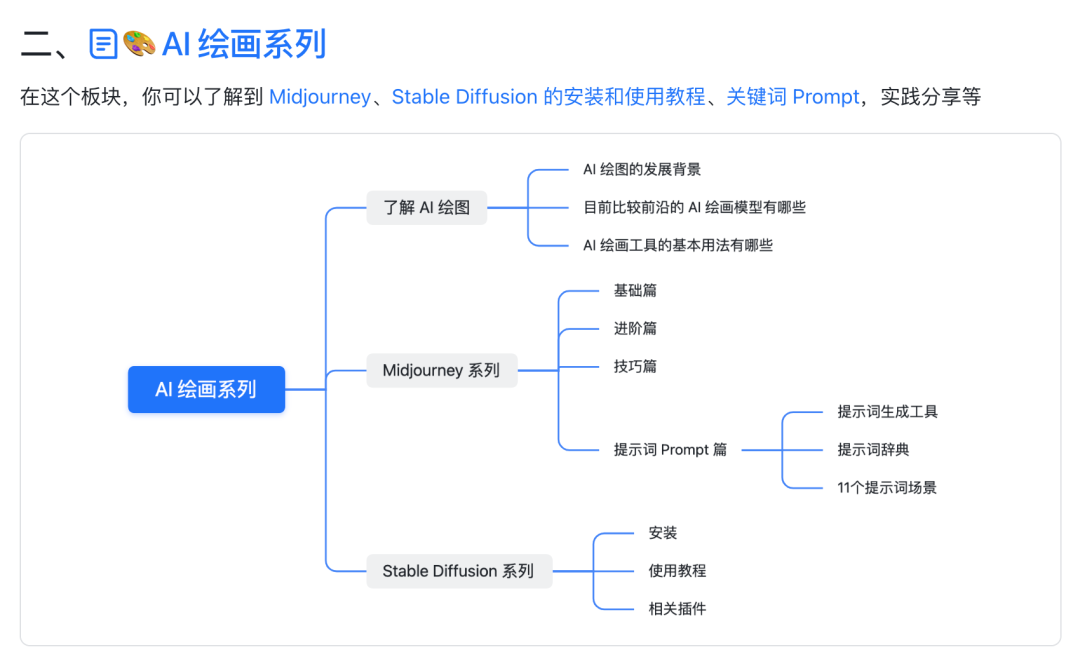 二、AI 绘画系列
在这个板块，你可以了解到 Midjourney、Stable Diffusion 的安装和使用教程、关键词 Prompt，实践分享等
AI 绘画系列
了解 AI 绘图
AI 绘图的发展背景
目前比较前沿的 AI 绘画模型有哪些
AI 绘画工具的基本用法有哪些
Midjourney 系列
基础篇
进阶篇
技巧篇
提示词 Prompt 篇
提示词生成工具
提示词辞典
11个提示词场景
Stable Diffusion 系列
安装
使用教程
相关插件